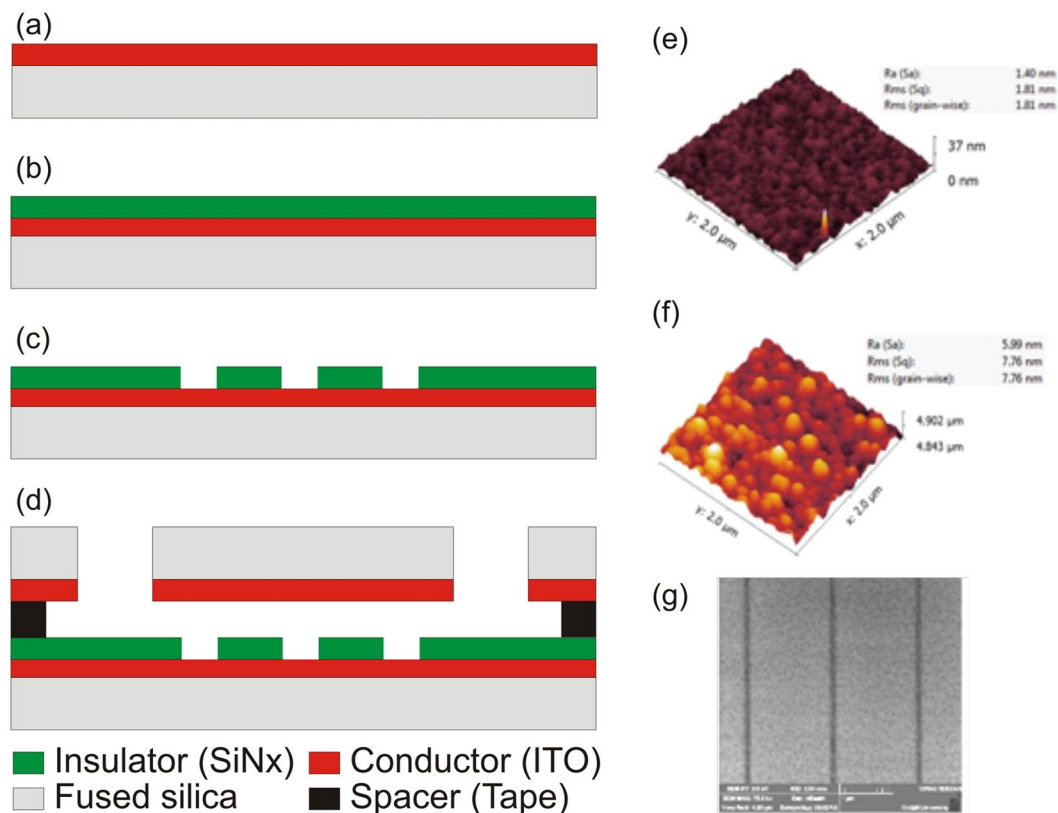 (a)
(b)
(c)
(d)
Insulator (SiNx) Conductor (ITO)
Fused silica Spacer (Tape)
(e)
Ra (Sa): 1.40 nm
Rms (Sq): 1.81 nm
Rms (grain-wise): 1.81 nm
37 nm
0 nm
y: 2.0 µm
x: 2.0 µm
(f)
Ra (Sa): 5.99 nm
Rms (Sq): 7.76 nm
Rms (grain-wise): 7.76 nm
4.902 µm
4.843 µm
y: 2.0 µm
x: 2.0 µm
(g)